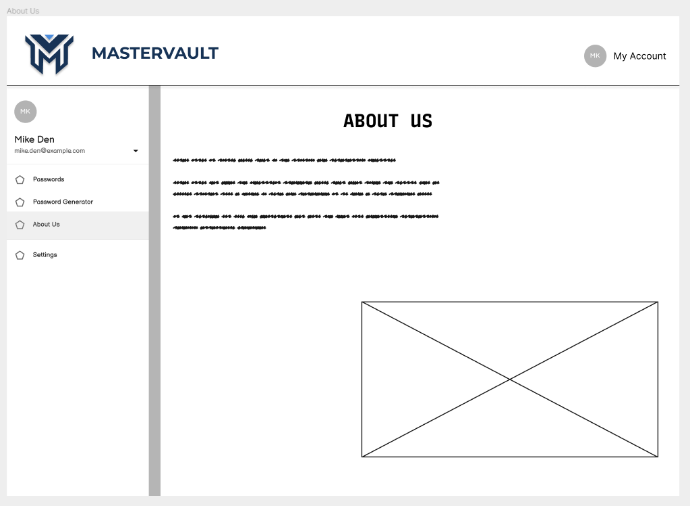 About Us
MASTERVAULT
MK
My Account
MK
Mike Den
mike.den@example.com
Passwords
Password Generator
About Us
Settings
ABOUT US